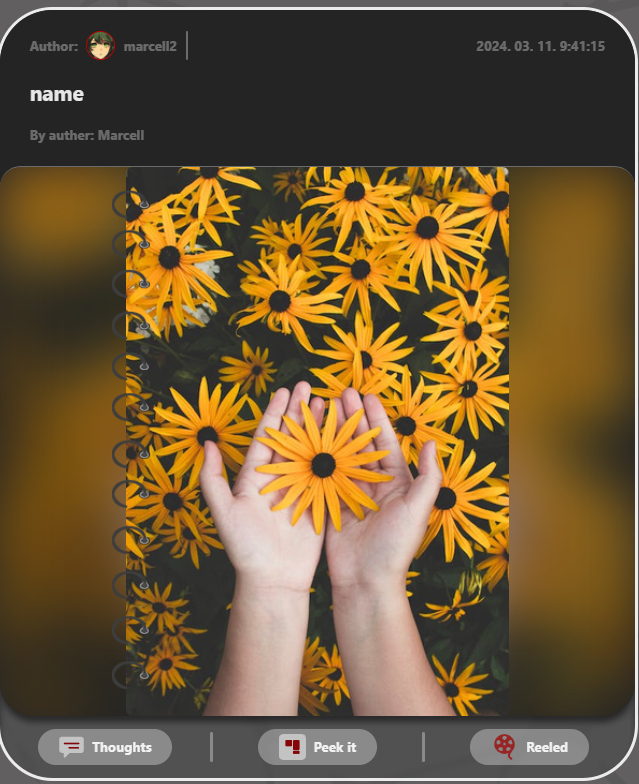 Author: marcell2 2024. 03. 11. 9:41:15
name
By auther: Marcell
Thoughts Peek it Reeled